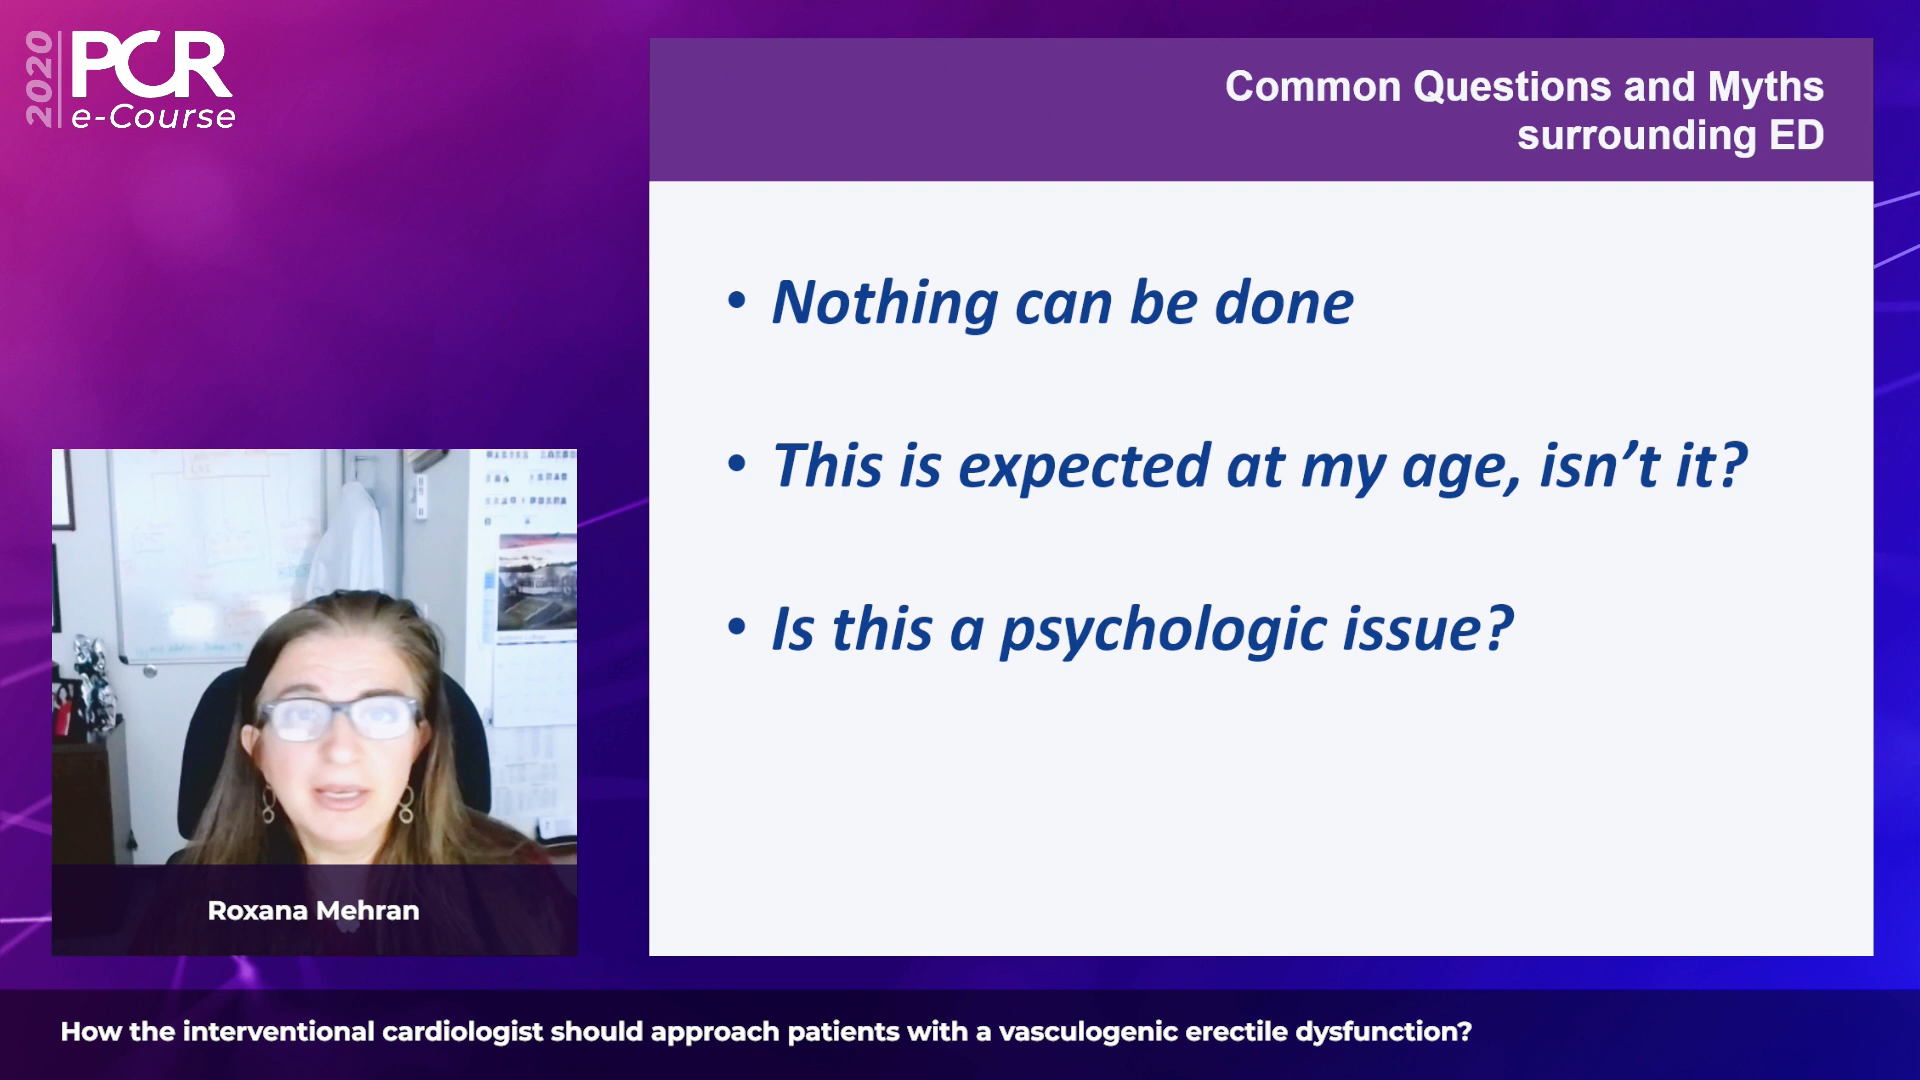 2020
PCR
e-Course
Common Questions and Myths
surrounding ED
• Nothing can be done
• This is expected at my age, isn’t it?
• Is this a psychologic issue?
Roxana Mehran
How the interventional cardiologist should approach patients with a vasculogenic erectile dysfunction?